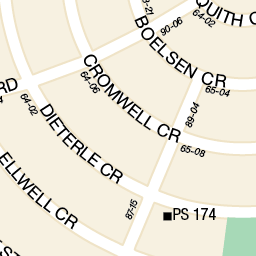 QUITH
64-02
90-06
BOELSEN CR
65-04
CROMWELL CR
64-06
89-04
RD
64-02
65-08
DIETERLE CR
87-15
PS 174
ELLWELL CR